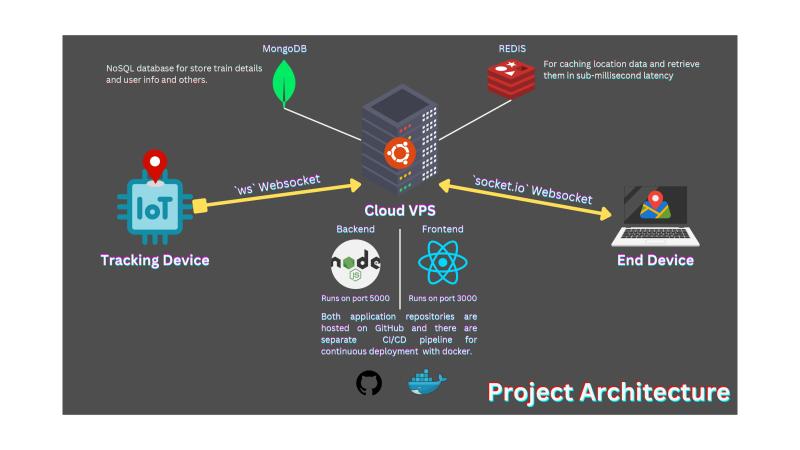 MongoDB
NoSQL database for store train details
and user info and others.
REDIS
For caching location data and retrieve
them in sub-millisecond latency
IoT
Tracking Device
`ws` Websocket
Cloud VPS
`socket.io` Websocket
End Device
Backend
node
JS
Runs on port 5000
Frontend
Runs on port 3000
Both application repositories are
hosted on GitHub and there are
separate CI/CD pipeline for
continuous deployment with docker.
Project Architecture